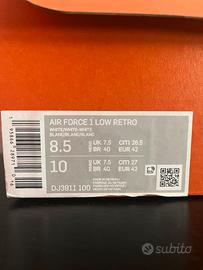 AIR FORCE 1 LOW RETRO
WHITE/WHITE-WHITE
BLANC/BLANC/BLANC
8.5 UK 7.5 CM 26.5
BR 40 EUR 42
10 UK 7.5 CM 27
BR 40 EUR 42
DJ3911 100
subito